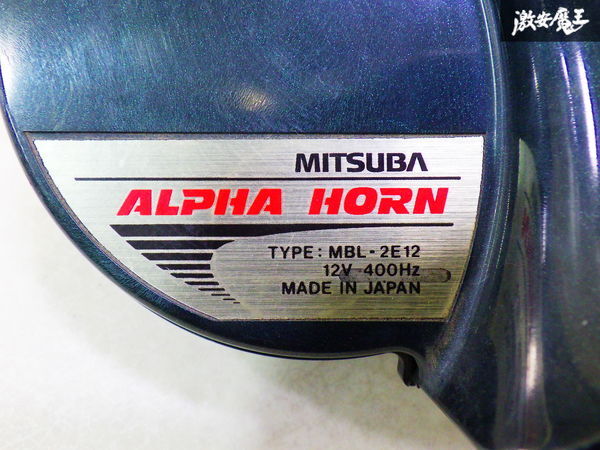 激安魔王
MITSUBA
ALPHA HORN
TYPE: MBL-2E12
12V 400Hz
MADE IN JAPAN